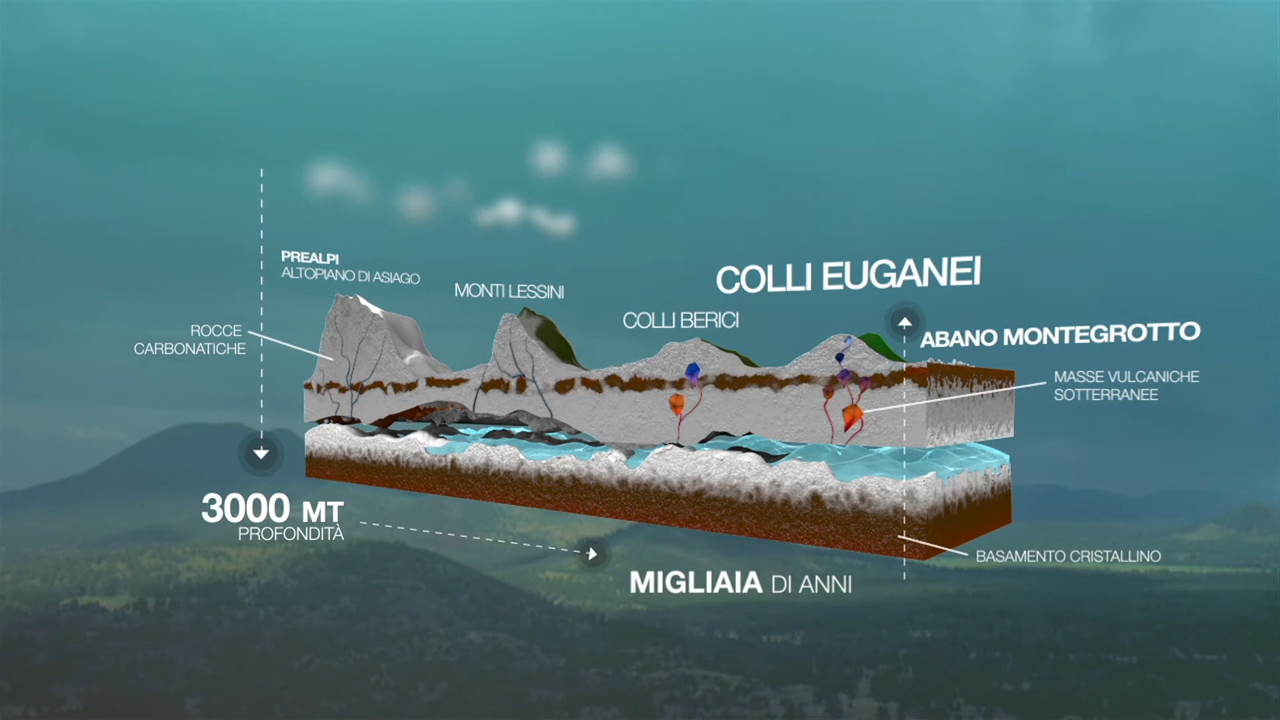 PREALPI
ALTOPIANO DI ASIAGO
MONTI LESSINI
COLLI BERICI
COLLI EUGANEI
ABANO MONTEGROTTO
ROCCE
CARBONATICHE
MASSE VULCANICHE
SOTTERRANEE
3000 MT
PROFONDITÀ
MIGLIAIA DI ANNI
BASAMENTO CRISTALLINO